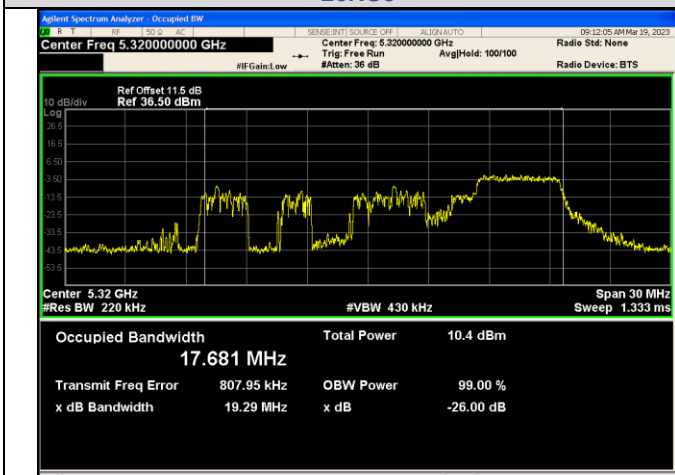 Agilent Spectrum Analyzer - Occupied BW
R T RF 50 Ω AC SENSE:INT SOURCE OFF ALIGN AUTO 09:12:05 AM Mar 19, 2023
Center Freq 5.320000000 GHz Center Freq: 5.320000000 GHz Radio Std: None
Trig: Free Run Avg|Hold: 100/100
#IFGain:Low #Atten: 36 dB Radio Device: BTS
Ref Offset 11.5 dB
10 dB/div Ref 36.50 dBm
Log
26.5
16.5
6.50
-3.50
-13.5
-23.5
-33.5
-43.5
-53.5
Center 5.32 GHz Span 30 MHz
#Res BW 220 kHz #VBW 430 kHz Sweep 1.333 ms
Occupied Bandwidth Total Power 10.4 dBm
17.681 MHz
Transmit Freq Error 807.95 kHz OBW Power 99.00 %
x dB Bandwidth 19.29 MHz x dB -26.00 dB